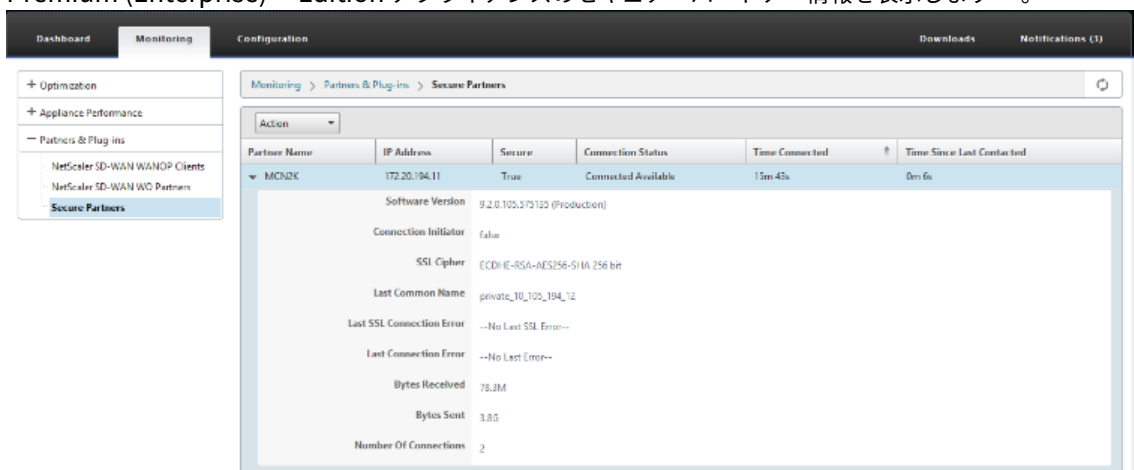 Premium (Enterprise) Edition アプライアンスのセキュアパートナー情報を表示します。
Dashboard Monitoring Configuration Downloads Notifications (3)
+ Optimization
+ Appliance Performance
− Partners & Plug-ins
NetScaler SD-WAN WANOP Clients
NetScaler SD-WAN WO Partners
Secure Partners
Monitoring > Partners & Plug-ins > Secure Partners
Action
Partner Name IP Address Secure Connection Status Time Connected Time Since Last Contacted
MCN2K 172.20.194.11 True Connected Available 15m 43s 0m 6s
Software Version 9.2.0.105.575135 (Production)
Connection Initiator false
SSL Cipher ECDHE-RSA-AES256-SHA 256 bit
Last Common Name private_10_105_194_12
Last SSL Connection Error --No Last SSL Error--
Last Connection Error --No Last Error--
Bytes Received 78.3M
Bytes Sent 3.8G
Number Of Connections 2